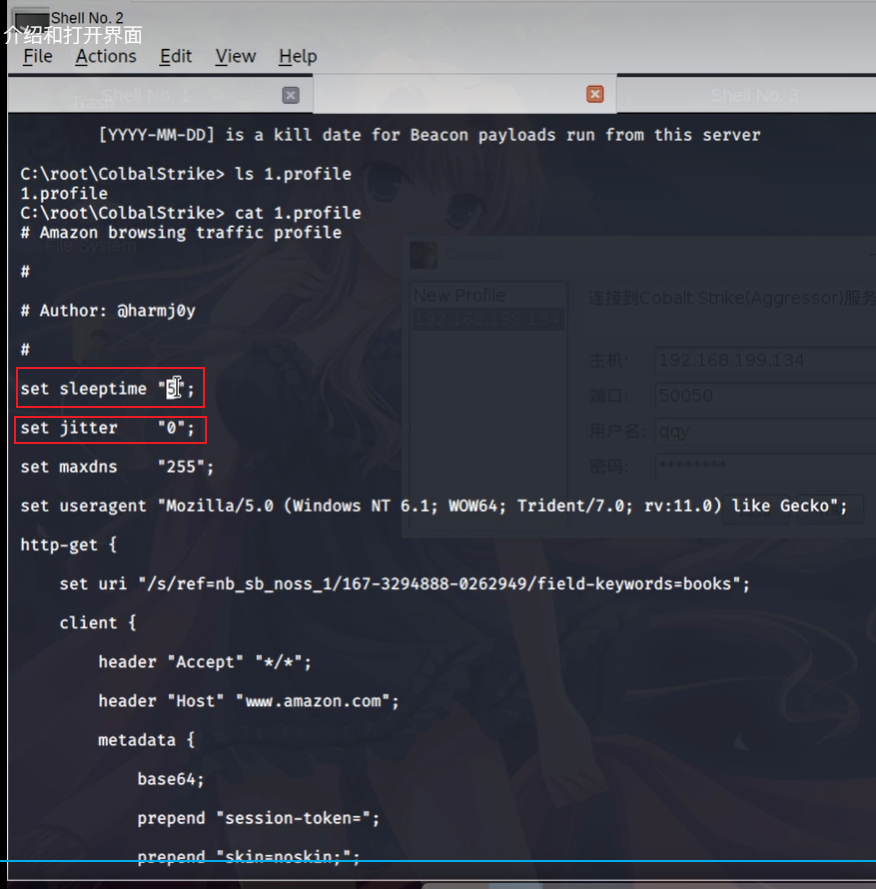 Shell No. 2
介绍和打开界面
File Actions Edit View Help
Shell No. 1
Shell No. 3
[YYYY-MM-DD] is a kill date for Beacon payloads run from this server
C:\root\ColbalStrike> ls 1.profile
1.profile
C:\root\ColbalStrike> cat 1.profile
# Amazon browsing traffic profile
File System
Connect
#
New Profile
连接到Cobalt Strike(Aggressor)服务
# Author: @harmj0y
192.168.199.134
#
主机: 192.168.199.134
set sleeptime "5";
端口: 50050
set jitter "0";
用户名: qqy
密码: ********
set maxdns "255";
set useragent "Mozilla/5.0 (Windows NT 6.1; WOW64; Trident/7.0; rv:11.0) like Gecko";
http-get {
set uri "/s/ref=nb_sb_noss_1/167-3294888-0262949/field-keywords=books";
client {
header "Accept" "*/*";
header "Host" "www.amazon.com";
metadata {
base64;
prepend "session-token=";
prepend "skin=noskin;";